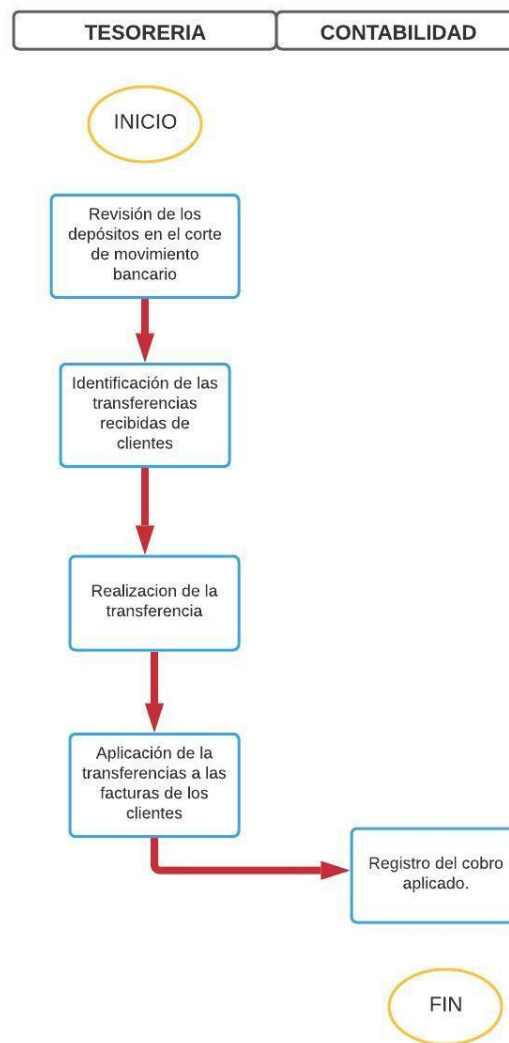 TESORERIA
CONTABILIDAD
INICIO
Revisión de los
depósitos en el corte
de movimiento
bancario
Identificación de las
transferencias
recibidas de
clientes
Realizacion de la
transferencia
Aplicación de la
transferencias a las
facturas de los
clientes
Registro del cobro
aplicado.
FIN